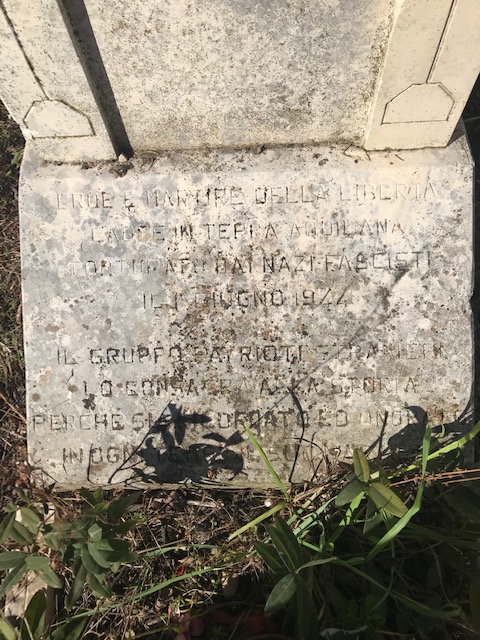 EROE E MARTIRE DELLA LIBERTA
CADDE IN TERRA AQUILANA
TORTURATO DAI NAZI FASCISTI
IL GIUGNO 1944
IL GRUPPO PATRIOTI STRANIERI
LO CONSACRA ALLA STORIA
PERCHE SIA ED
IN OGNI